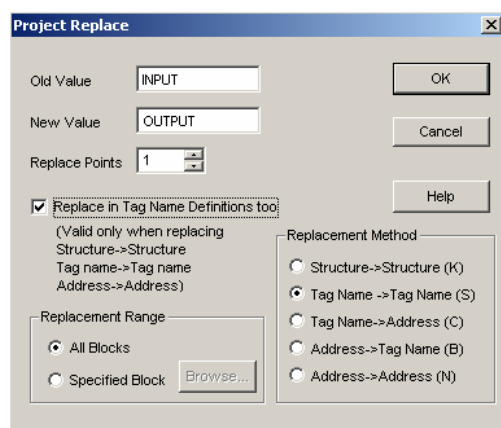 Project Replace
Old Value INPUT
OK
New Value OUTPUT
Cancel
Replace Points 1
Help
Replace in Tag Name Definitions too
(Valid only when replacing
Structure->Structure
Tag name->Tag name
Address->Address)
Replacement Method
Structure->Structure (K)
Tag Name ->Tag Name (S)
Tag Name->Address (C)
Address->Tag Name (B)
Address->Address (N)
Replacement Range
All Blocks
Specified Block Browse...